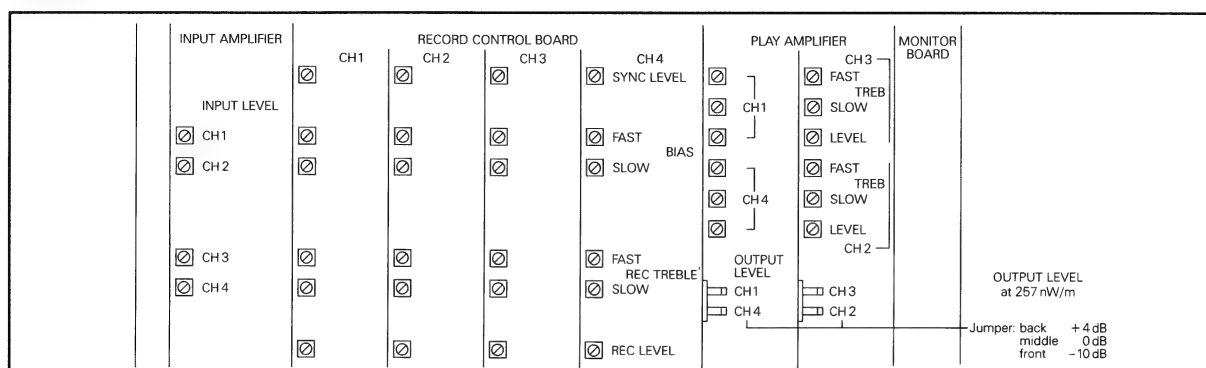 INPUT AMPLIFIER
RECORD CONTROL BOARD
PLAY AMPLIFIER
MONITOR
BOARD
CH1
CH2
CH3
CH4
CH3
SYNC LEVEL
FAST
TREB
INPUT LEVEL
CH1
SLOW
CH1
FAST
LEVEL
BIAS
CH2
SLOW
FAST
TREB
CH4
SLOW
LEVEL
CH2
CH3
FAST
OUTPUT
LEVEL
REC TREBLE
CH4
SLOW
CH1
CH3
CH4
CH2
OUTPUT LEVEL
at 257 nW/m
Jumper: back +4 dB
middle 0 dB
front -10 dB
REC LEVEL